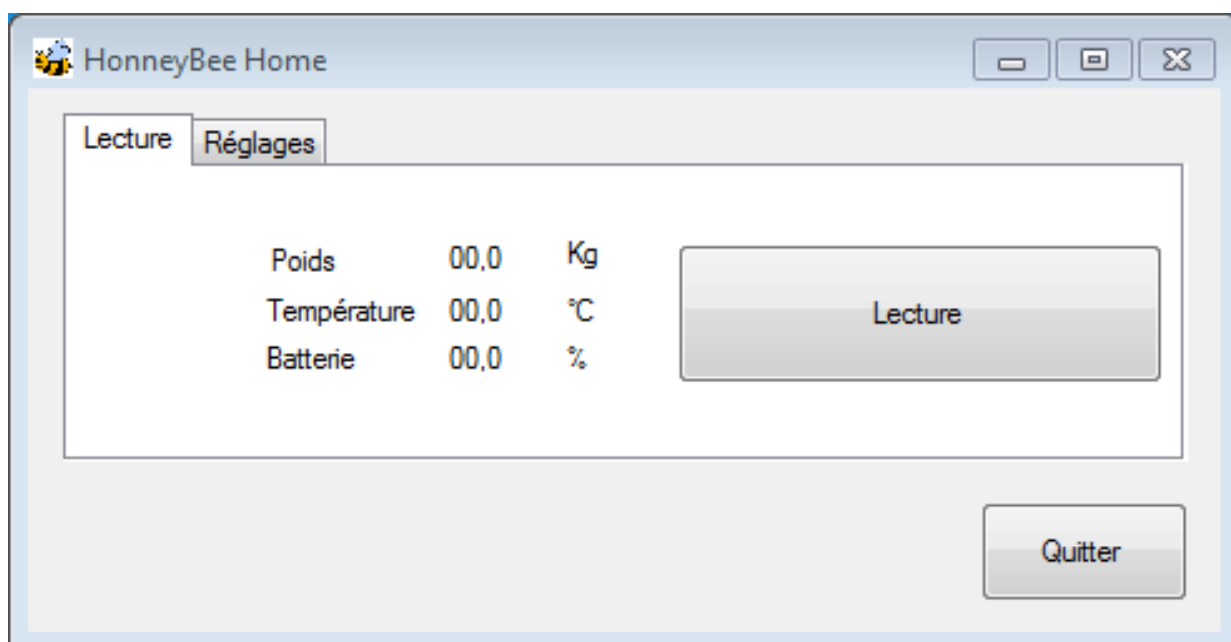 HonneyBee Home
Lecture Réglages
Poids 00,0 Kg
Température 00,0 °C
Batterie 00,0 %
Lecture
Quitter